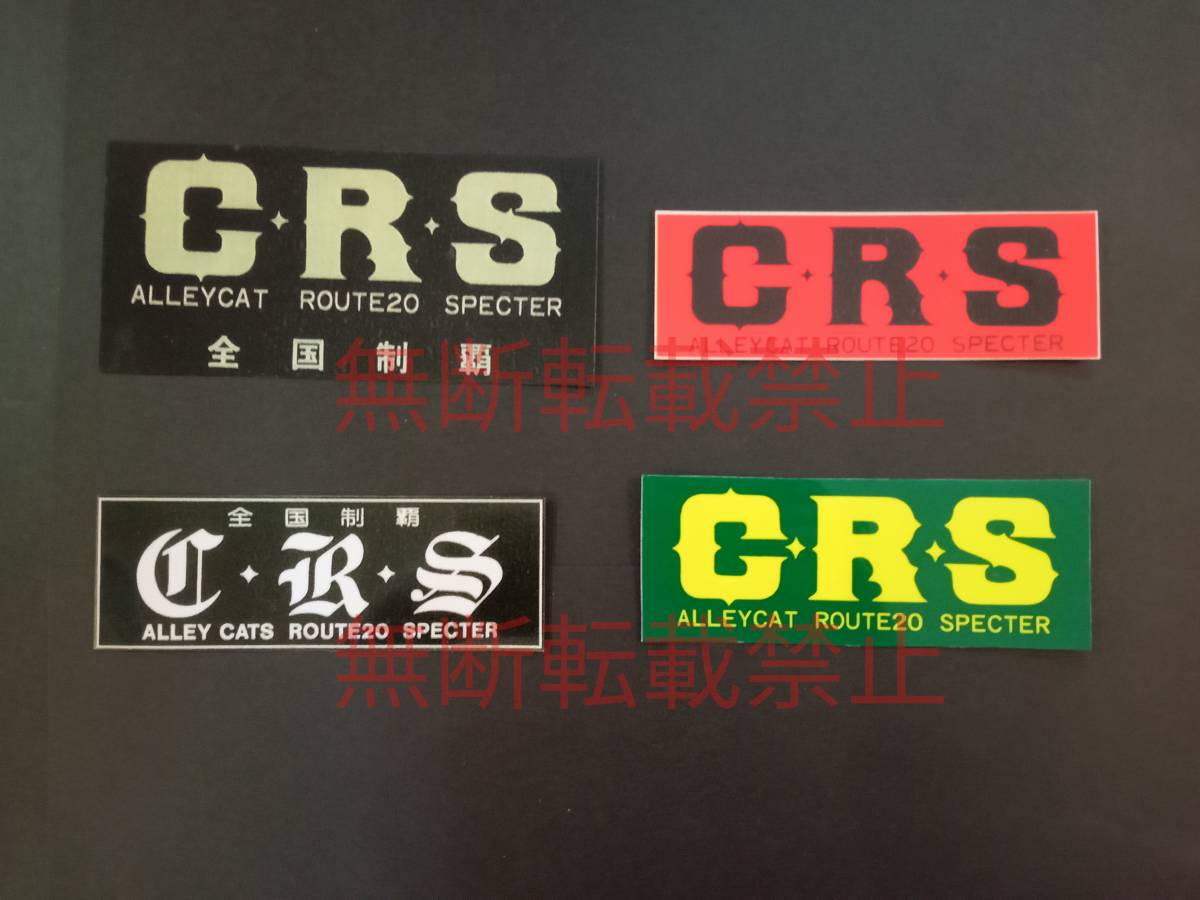 C·R·S
ALLEYCAT ROUTE20 SPECTER
全国制覇
C·R·S
ALLEYCAT ROUTE20 SPECTER
無断転載禁止
全国制覇
C·R·S
ALLEY CATS ROUTE20 SPECTER
C·R·S
ALLEYCAT ROUTE20 SPECTER
無断転載禁止